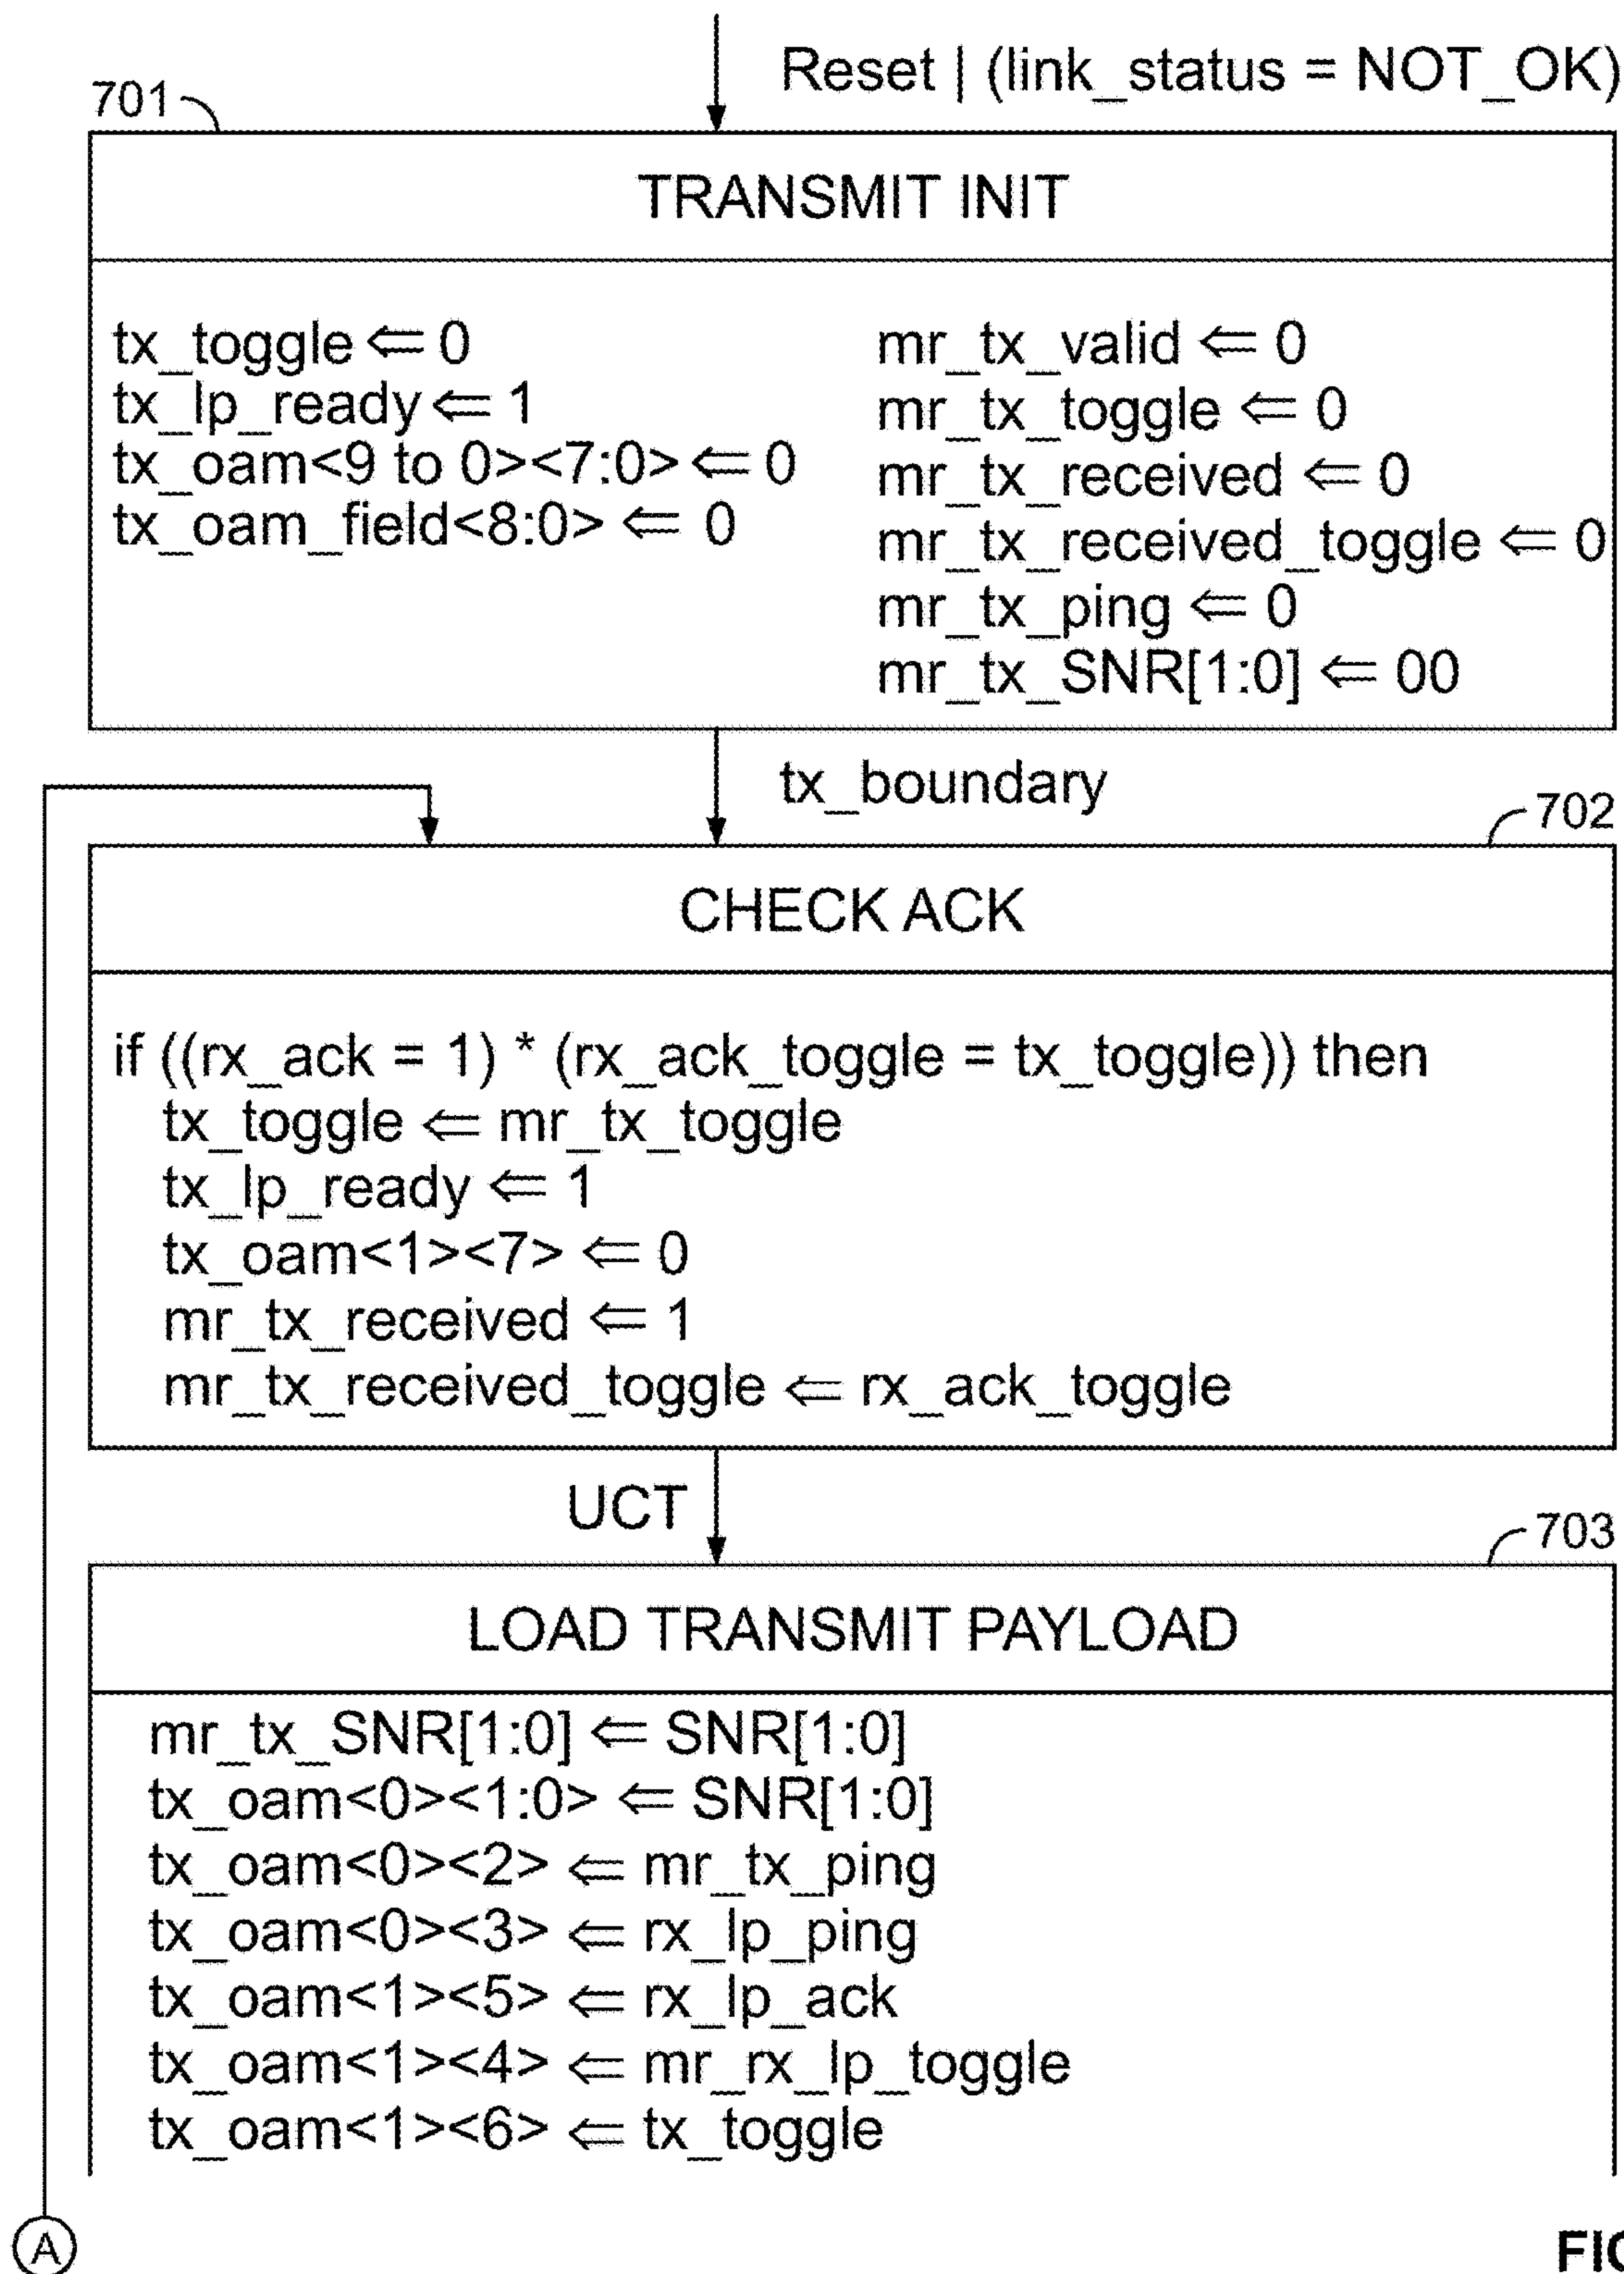 Reset | (link_status = NOT_OK)
701
TRANSMIT INIT
tx_toggle ⇐ 0
tx_lp_ready ⇐ 1
tx_oam<9 to 0><7:0> ⇐ 0
tx_oam_field<8:0> ⇐ 0
mr_tx_valid ⇐ 0
mr_tx_toggle ⇐ 0
mr_tx_received ⇐ 0
mr_tx_received_toggle ⇐ 0
mr_tx_ping ⇐ 0
mr_tx_SNR[1:0] ⇐ 00
tx_boundary
702
CHECK ACK
if ((rx_ack = 1) * (rx_ack_toggle = tx_toggle)) then
tx_toggle ⇐ mr_tx_toggle
tx_lp_ready ⇐ 1
tx_oam<1><7> ⇐ 0
mr_tx_received ⇐ 1
mr_tx_received_toggle ⇐ rx_ack_toggle
UCT
703
LOAD TRANSMIT PAYLOAD
mr_tx_SNR[1:0] ⇐ SNR[1:0]
tx_oam<0><1:0> ⇐ SNR[1:0]
tx_oam<0><2> ⇐ mr_tx_ping
tx_oam<0><3> ⇐ rx_lp_ping
tx_oam<1><5> ⇐ rx_lp_ack
tx_oam<1><4> ⇐ mr_rx_lp_toggle
tx_oam<1><6> ⇐ tx_toggle
A